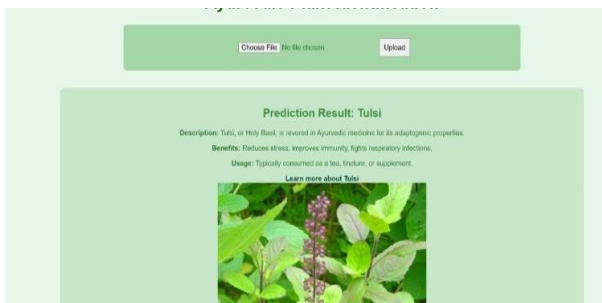 Choose File No file chosen Upload
Prediction Result: Tulsi
Description: Tulsi, or Holy Basil, is revered in Ayurvedic medicine for its adaptogenic properties.
Benefits: Reduces stress, improves immunity, fights respiratory infections.
Usage: Typically consumed as a tea, tincture, or supplement.
Learn more about Tulsi